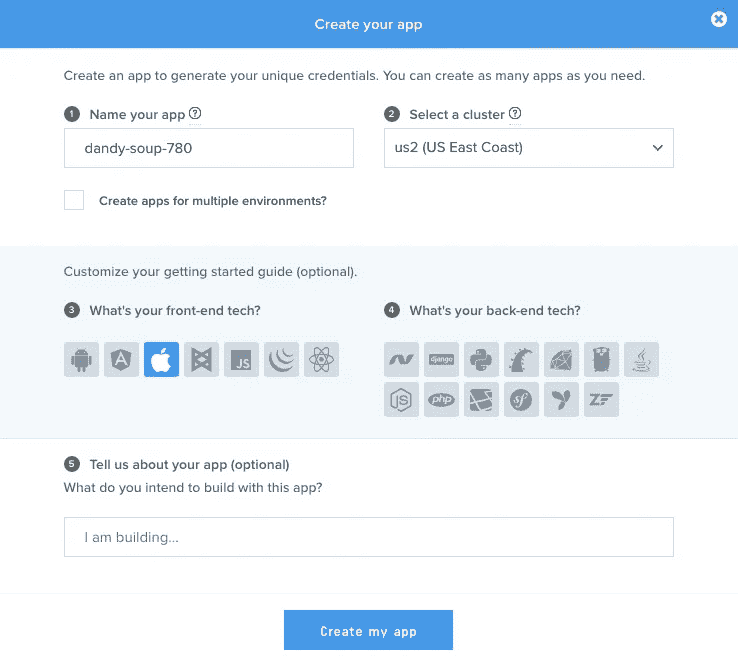 Create your app
Create an app to generate your unique credentials. You can create as many apps as you need.
1 Name your app ?
2 Select a cluster ?
dandy-soup-780
us2 (US East Coast)
Create apps for multiple environments?
Customize your getting started guide (optional).
3 What's your front-end tech?
4 What's your back-end tech?
JS
django
JS
php
sf
ZF
5 Tell us about your app (optional)
What do you intend to build with this app?
I am building...
Create my app